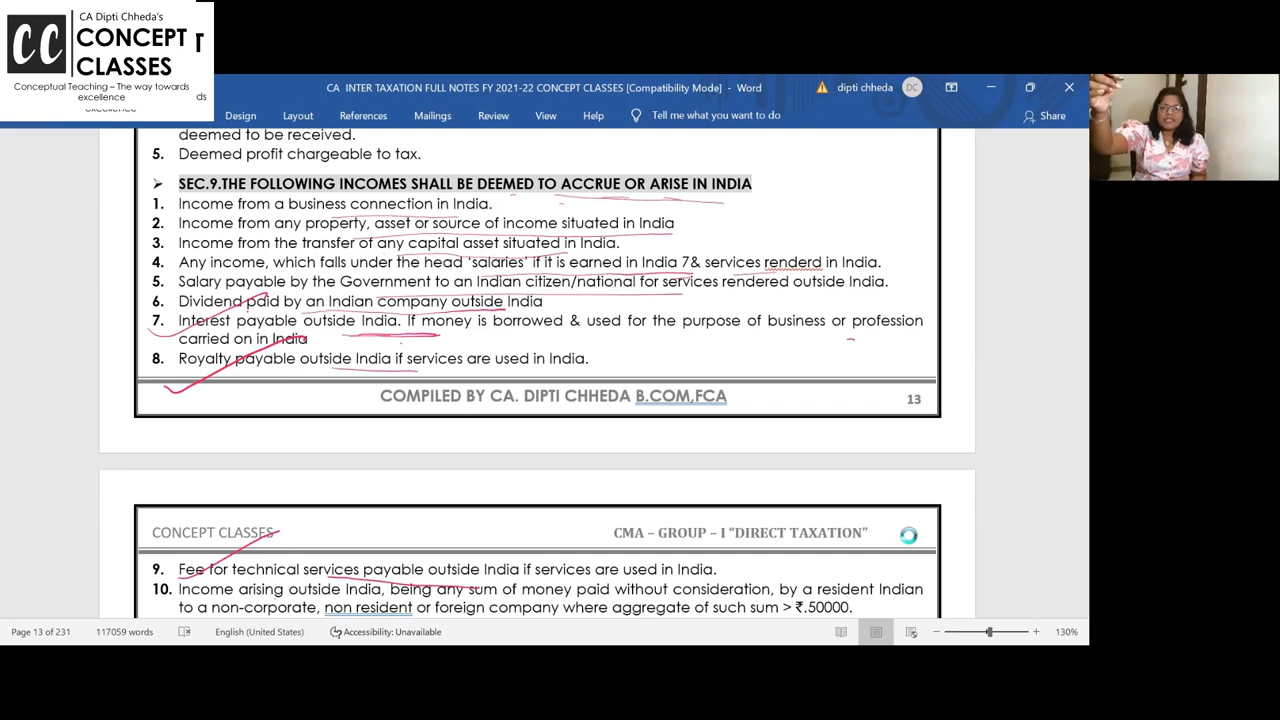 CA Dipti Chheda's
CC
CONCEPT T
CLASSES
Conceptual Teaching – The way towards
excellence ds
excellence
CA INTER TAXATION FULL NOTES FY 2021-22 CONCEPT CLASSES [Compatibility Mode] - Word
dipti chheda DC
Design Layout References Mailings Review View Help Tell me what you want to do Share
deemed to be received.
5. Deemed profit chargeable to tax.
➢ SEC.9.THE FOLLOWING INCOMES SHALL BE DEEMED TO ACCRUE OR ARISE IN INDIA
1. Income from a business connection in India.
2. Income from any property, asset or source of income situated in India
3. Income from the transfer of any capital asset situated in India.
4. Any income, which falls under the head 'salaries' if it is earned in India 7& services renderd in India.
5. Salary payable by the Government to an Indian citizen/national for services rendered outside India.
6. Dividend paid by an Indian company outside India
7. Interest payable outside India. If money is borrowed & used for the purpose of business or profession
carried on in India
8. Royalty payable outside India if services are used in India.
COMPILED BY CA. DIPTI CHHEDA B.COM,FCA 13
CONCEPT CLASSES CMA – GROUP – I "DIRECT TAXATION"
9. Fee for technical services payable outside India if services are used in India.
10. Income arising outside India, being any sum of money paid without consideration, by a resident Indian
to a non-corporate, non resident or foreign company where aggregate of such sum > ₹.50000.
Page 13 of 231 117059 words English (United States) Accessibility: Unavailable 130%